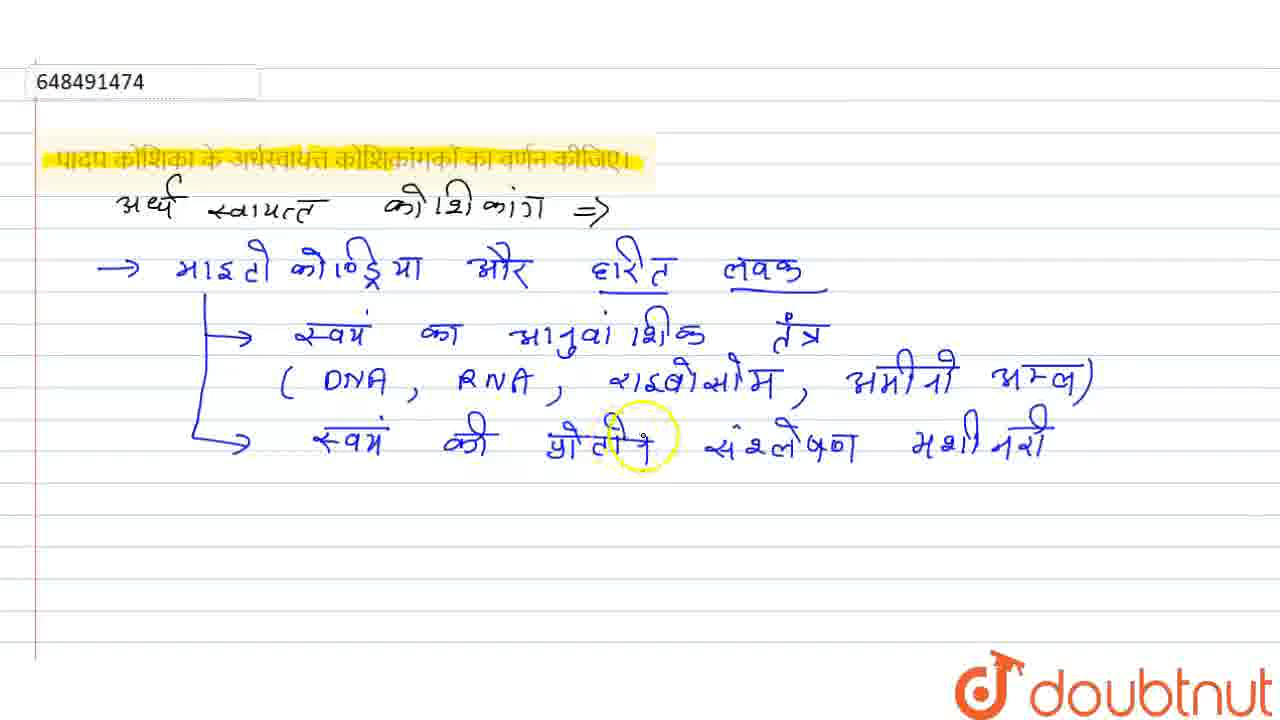 648491474
पादप कोशिका के अर्धस्वायत्त कोशिकांगकों का वर्णन कीजिए।
अर्ध्य स्वायत्त कोशिकांग =>
→ माइटोकोण्ड्रिया और हरित लवक
→ स्वयं का आनुवांशिक तंत्र
( DNA, RNA, राइबोसोम, अमीनो अम्ल)
→ स्वयं की प्रोटीन संश्लेषण मशीनरी
doubtnut